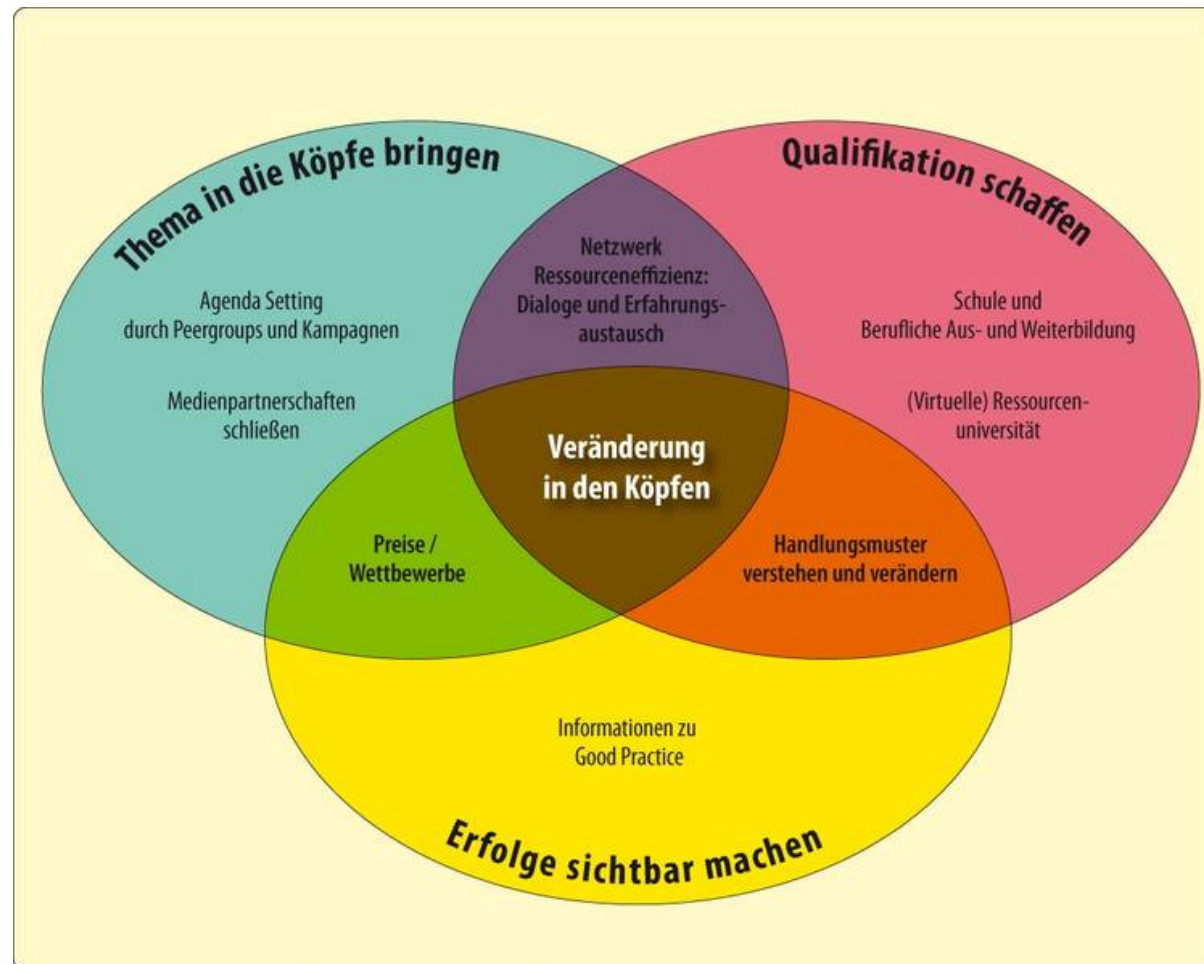 Thema in die Köpfe bringen
Qualifikation schaffen
Agenda Setting
durch Peergroups und Kampagnen
Medienpartnerschaften
schließen
Netzwerk
Ressourceneffizienz:
Dialoge und Erfahrungs-
austausch
Schule und
Berufliche Aus- und Weiterbildung
(Virtuelle) Ressourcen-
universität
Veränderung
in den Köpfen
Preise /
Wettbewerbe
Handlungsmuster
verstehen und verändern
Informationen zu
Good Practice
Erfolge sichtbar machen